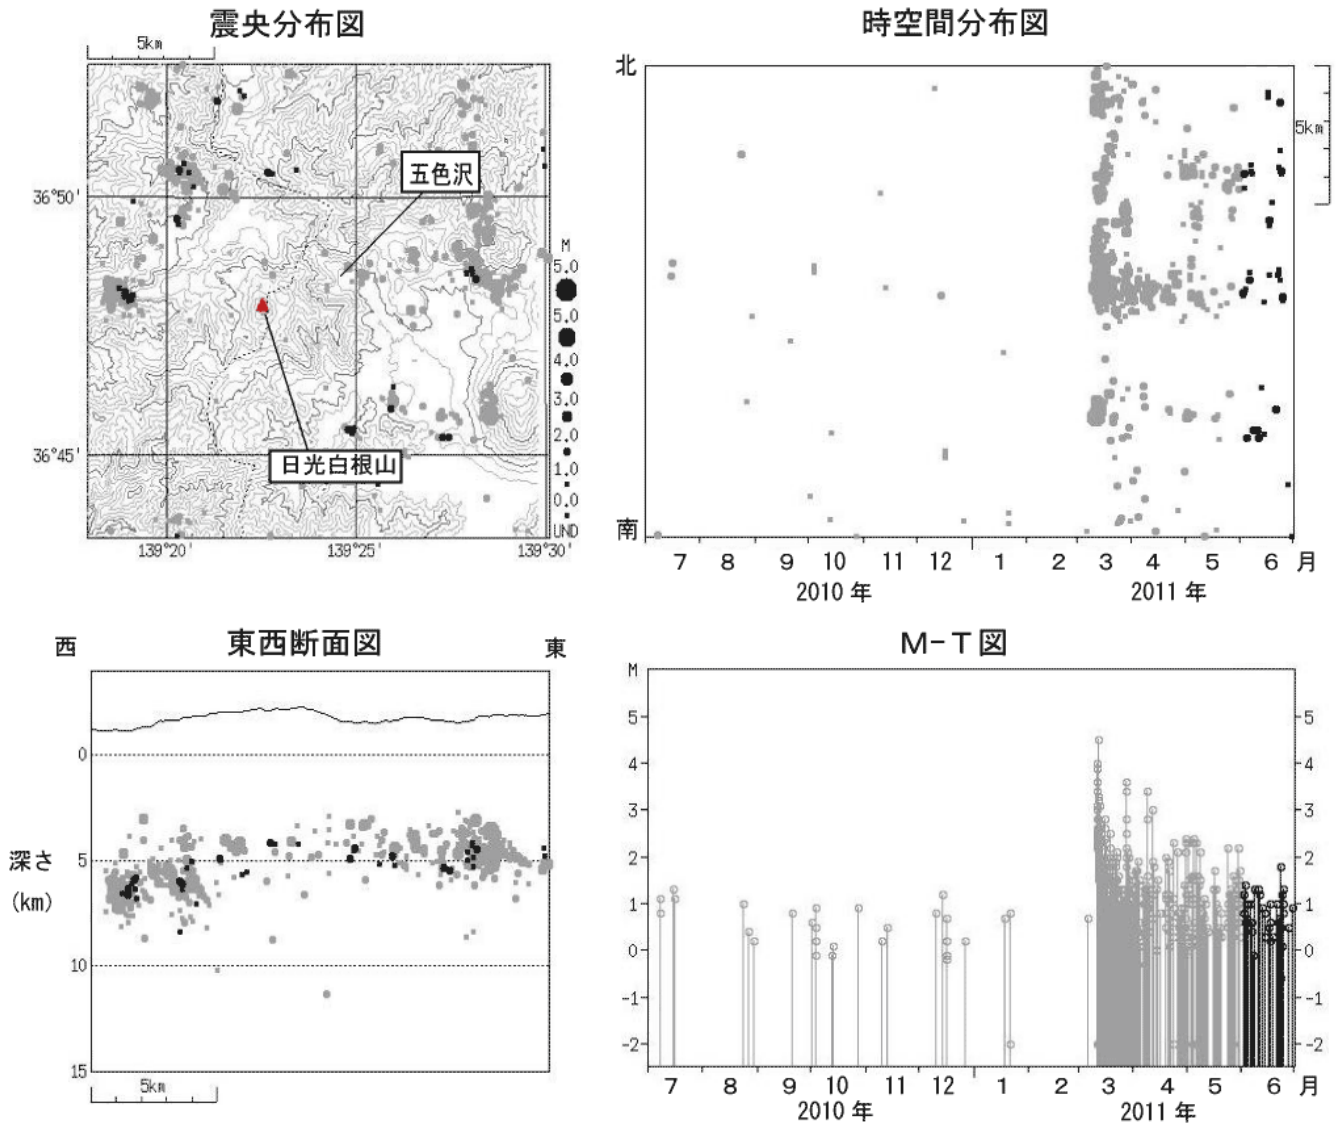 震央分布図
5km
五色沢
36°50'
日光白根山
36°45'
139°20'
139°25'
139°30'
M
5.0
5.0
4.0
3.0
2.0
1.0
0.0
UND
時空間分布図
北
南
5km
7 8 9 10 11 12 1 2 3 4 5 6 月
2010 年
2011 年
東西断面図
西
東
0
5
10
15
深さ
(km)
5km
M-T図
M
5
4
3
2
1
0
-1
-2
5
4
3
2
1
0
-1
-2
7 8 9 10 11 12 1 2 3 4 5 6 月
2010 年
2011 年